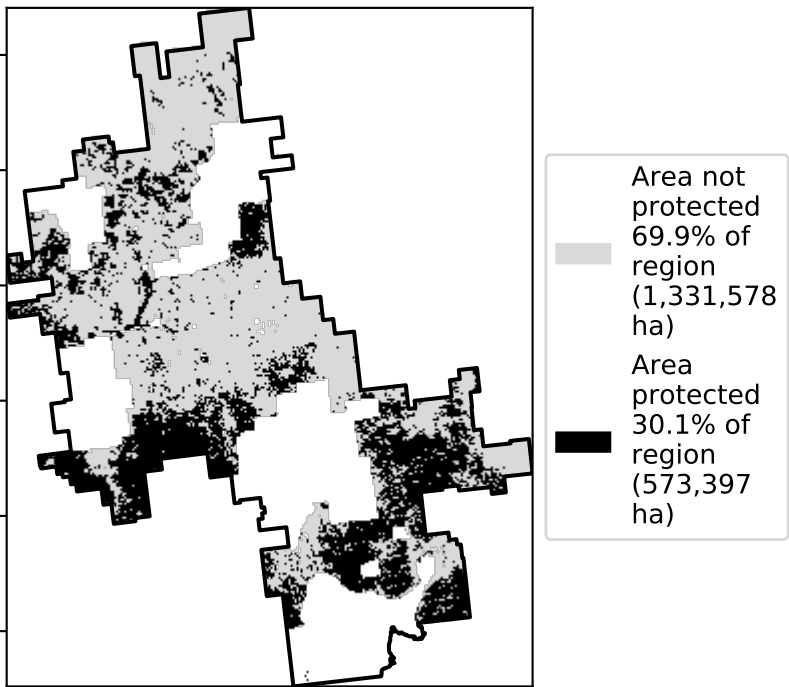 Area not
protected
69.9% of
region
(1,331,578
ha)
Area
protected
30.1% of
region
(573,397
ha)